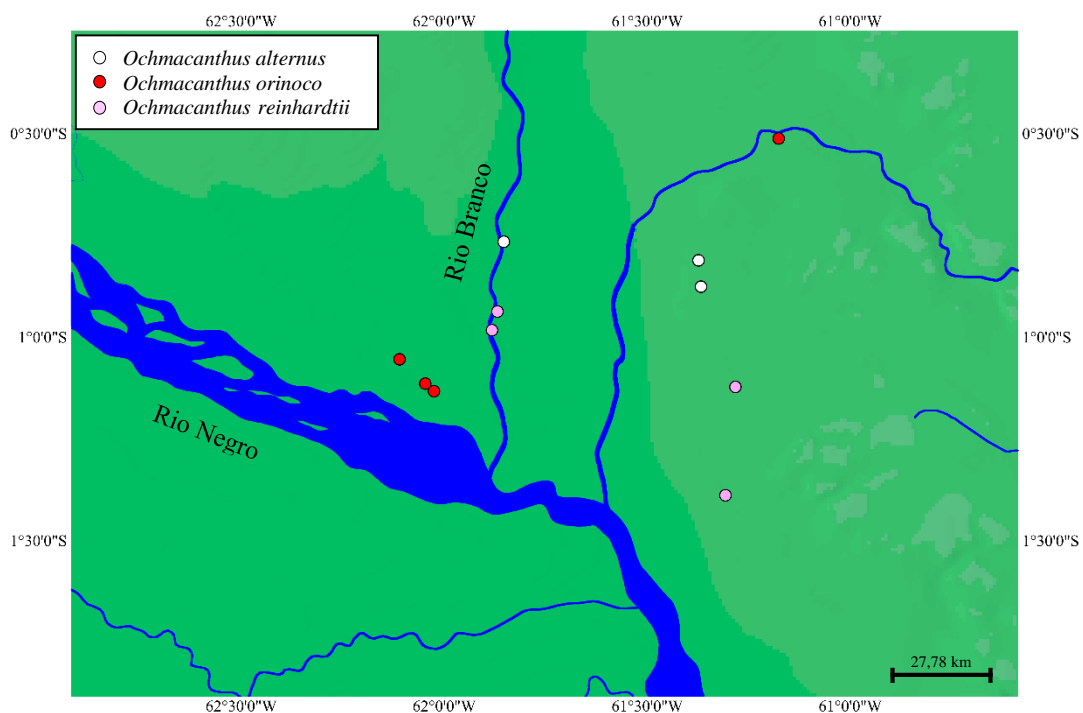 62°30'0"W 62°0'0"W 61°30'0"W 61°0'0"W
Ochmacanthus alternus
Ochmacanthus orinoco
Ochmacanthus reinhardtii
0°30'0"S 0°30'0"S
Rio Branco
1°0'0"S 1°0'0"S
Rio Negro
1°30'0"S 1°30'0"S
27,78 km
62°30'0"W 62°0'0"W 61°30'0"W 61°0'0"W